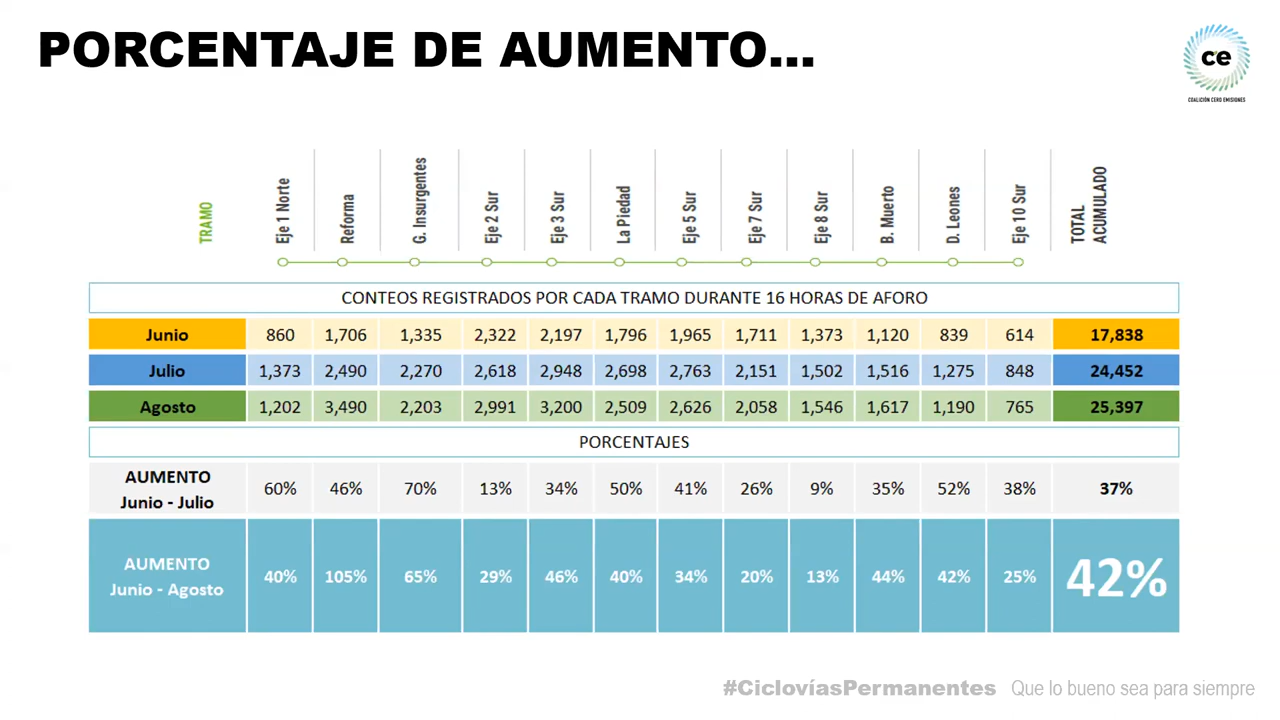 PORCENTAJE DE AUMENTO...
c'e
COALICIÓN CERO EMISIONES
TRAMO Eje 1 Norte Reforma G. Insurgentes Eje 2 Sur Eje 3 Sur La Piedad Eje 5 Sur Eje 7 Sur Eje 8 Sur B. Muerto D. Leones Eje 10 Sur TOTAL ACUMULADO
CONTEOS REGISTRADOS POR CADA TRAMO DURANTE 16 HORAS DE AFORO
Junio 860 1,706 1,335 2,322 2,197 1,796 1,965 1,711 1,373 1,120 839 614 17,838
Julio 1,373 2,490 2,270 2,618 2,948 2,698 2,763 2,151 1,502 1,516 1,275 848 24,452
Agosto 1,202 3,490 2,203 2,991 3,200 2,509 2,626 2,058 1,546 1,617 1,190 765 25,397
PORCENTAJES
AUMENTO
Junio - Julio 60% 46% 70% 13% 34% 50% 41% 26% 9% 35% 52% 38% 37%
AUMENTO
Junio - Agosto 40% 105% 65% 29% 46% 40% 34% 20% 13% 44% 42% 25% 42%
#CiclovíasPermanentes Que lo bueno sea para siempre